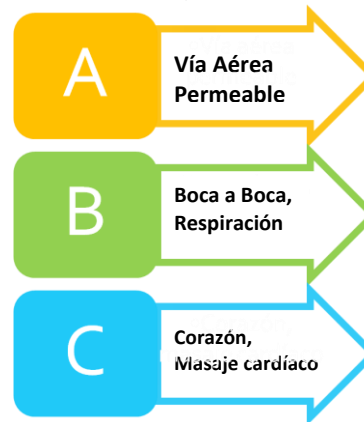 A
Vía Aérea
Permeable
B
Boca a Boca,
Respiración
C
Corazón,
Masaje cardíaco